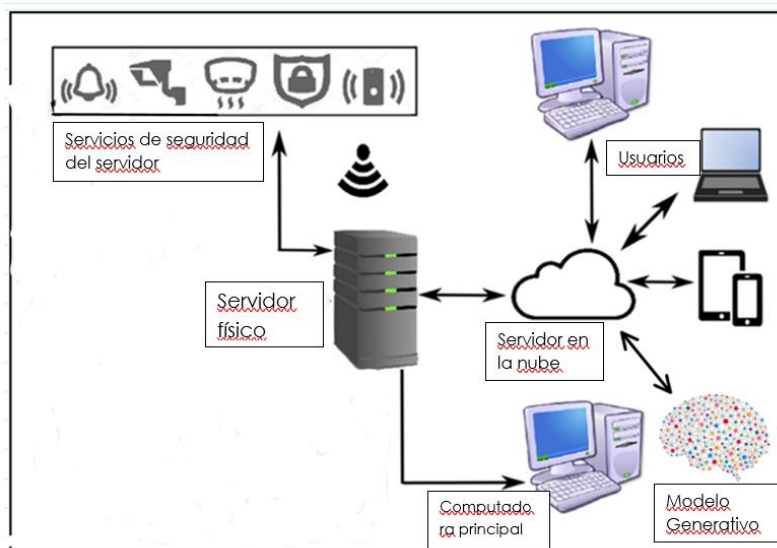 Servicios de seguridad
del servidor
Usuarios
Servidor
físico
Servidor en
la nube
Computado
ra principal
Modelo
Generativo